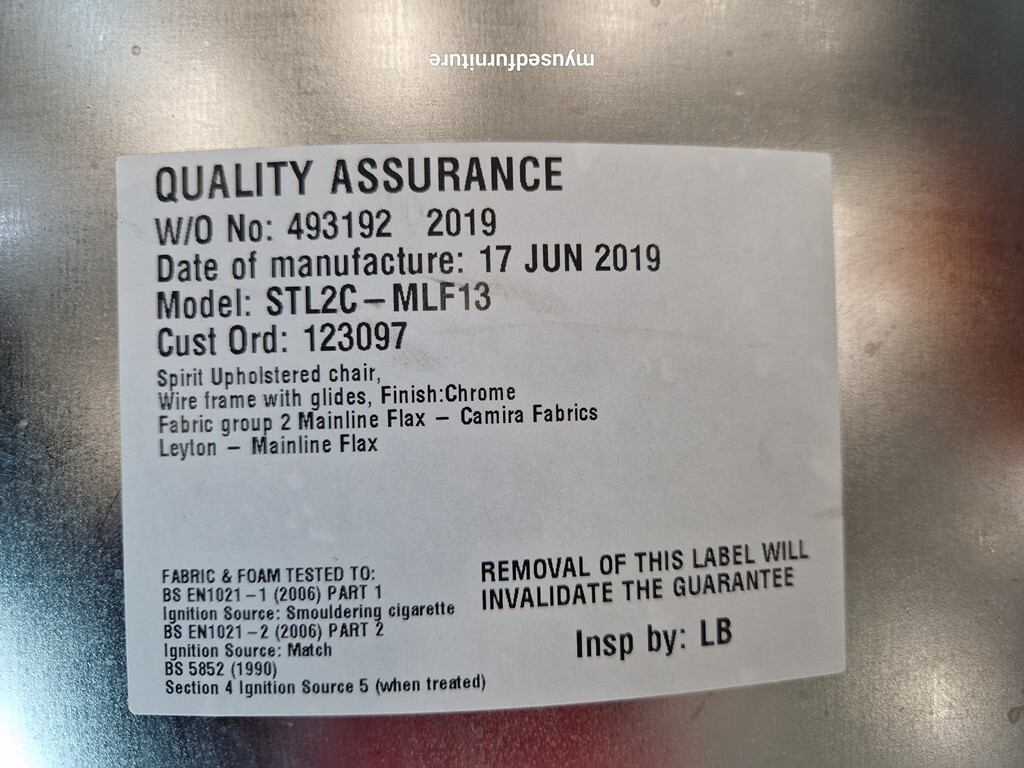 myusedfurniture
QUALITY ASSURANCE
W/O No: 493192 2019
Date of manufacture: 17 JUN 2019
Model: STL2C – MLF13
Cust Ord: 123097
Spirit Upholstered chair,
Wire frame with glides, Finish:Chrome
Fabric group 2 Mainline Flax – Camira Fabrics
Leyton – Mainline Flax
FABRIC & FOAM TESTED TO:
BS EN1021 – 1 (2006) PART 1
Ignition Source: Smouldering cigarette
BS EN1021 – 2 (2006) PART 2
Ignition Source: Match
BS 5852 (1990)
Section 4 Ignition Source 5 (when treated)
REMOVAL OF THIS LABEL WILL
INVALIDATE THE GUARANTEE
Insp by: LB